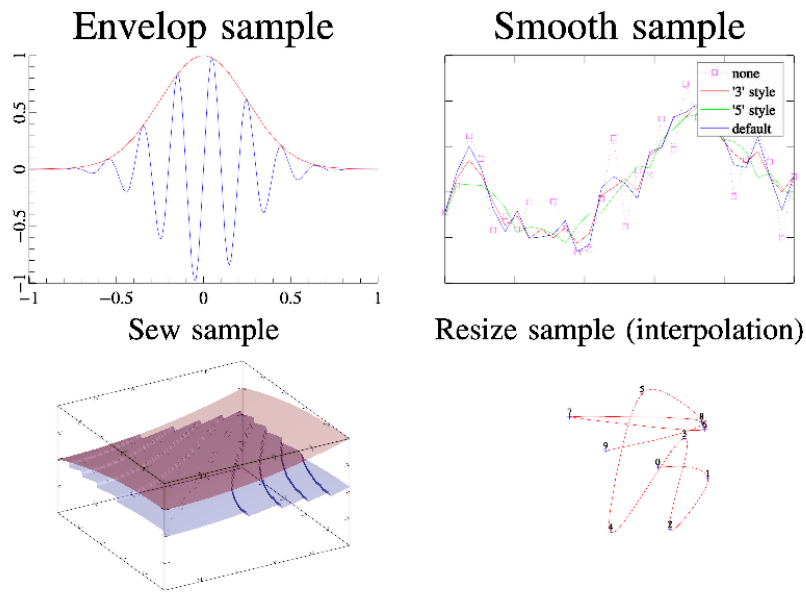 Envelop sample
Smooth sample
1
0.5
0
−0.5
−1
−1 −0.5 0 0.5 1
none
'3' style
'5' style
default
Sew sample
Resize sample (interpolation)
5
7
8
6
3
9
0
1
4
2